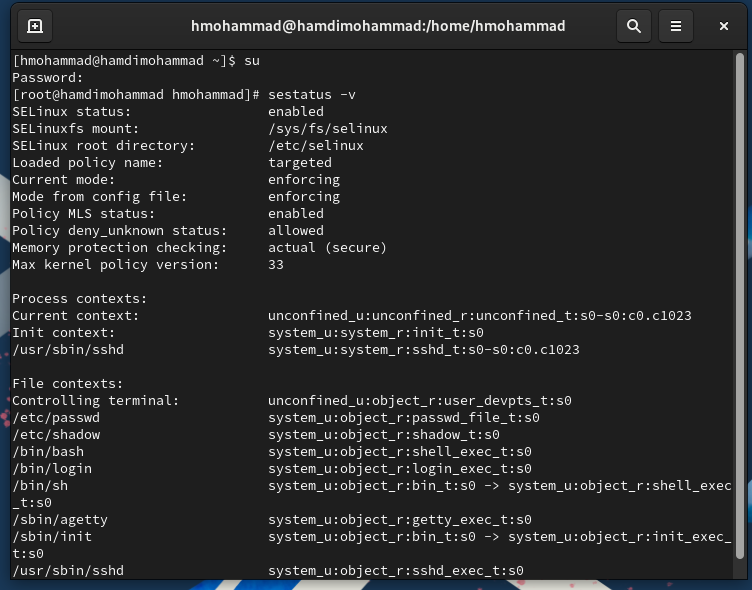 hmohammad@hamdimohammad:/home/hmohammad
[hmohammad@hamdimohammad ~]$ su
Password:
[root@hamdimohammad hmohammad]# sestatus -v
SELinux status:                 enabled
SELinuxfs mount:                /sys/fs/selinux
SELinux root directory:         /etc/selinux
Loaded policy name:             targeted
Current mode:                   enforcing
Mode from config file:          enforcing
Policy MLS status:              enabled
Policy deny_unknown status:     allowed
Memory protection checking:     actual (secure)
Max kernel policy version:      33
Process contexts:
Current context:                unconfined_u:unconfined_r:unconfined_t:s0-s0:c0.c1023
Init context:                   system_u:system_r:init_t:s0
/usr/sbin/sshd                  system_u:system_r:sshd_t:s0-s0:c0.c1023
File contexts:
Controlling terminal:           unconfined_u:object_r:user_devpts_t:s0
/etc/passwd                     system_u:object_r:passwd_file_t:s0
/etc/shadow                     system_u:object_r:shadow_t:s0
/bin/bash                       system_u:object_r:shell_exec_t:s0
/bin/login                      system_u:object_r:login_exec_t:s0
/bin/sh                         system_u:object_r:bin_t:s0 -> system_u:object_r:shell_exec
_t:s0
/sbin/agetty                    system_u:object_r:getty_exec_t:s0
/sbin/init                      system_u:object_r:bin_t:s0 -> system_u:object_r:init_exec_
t:s0
/usr/sbin/sshd                  system_u:object_r:sshd_exec_t:s0